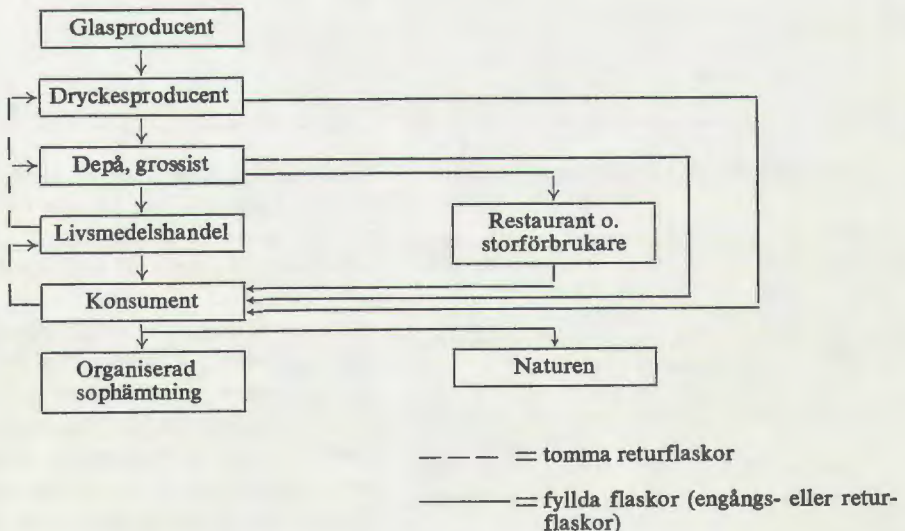 Glasproducent
Dryckesproducent
Depå, grossist
Livsmedelshandel
Restaurant o.
storförbrukare
Konsument
Organiserad
sophämtning
Naturen
= tomma returflaskor
= fyllda flaskor (engångs- eller retur-
flaskor)